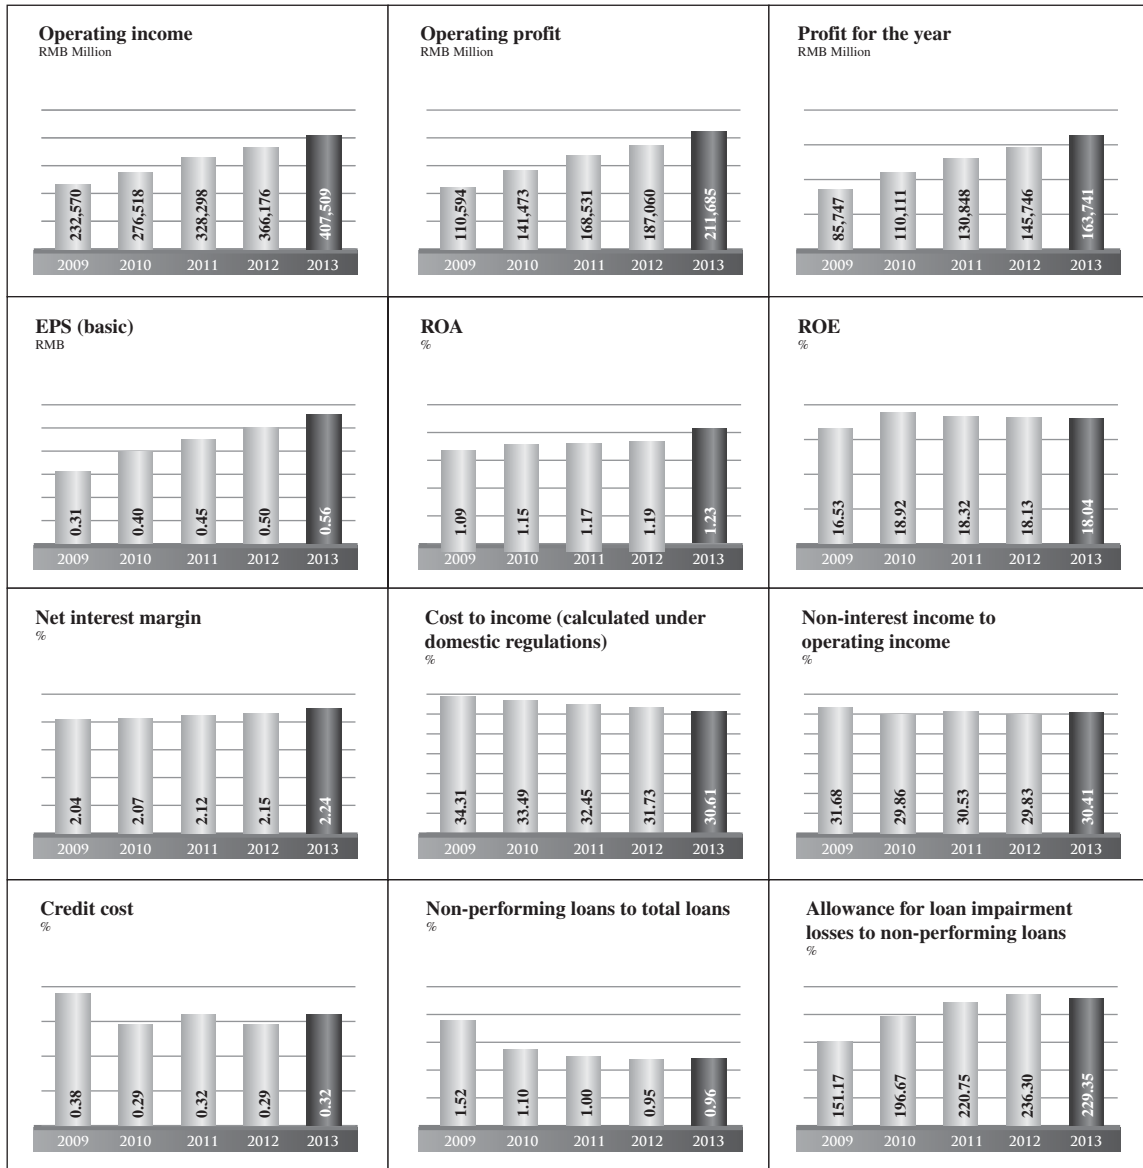 Operating income
RMB Million
232,570
276,518
328,298
366,176
407,509
2009 2010 2011 2012 2013
Operating profit
RMB Million
110,594
141,473
168,531
187,060
211,685
2009 2010 2011 2012 2013
Profit for the year
RMB Million
85,747
110,111
130,848
145,746
163,741
2009 2010 2011 2012 2013
EPS (basic)
RMB
0.31
0.40
0.45
0.50
0.56
2009 2010 2011 2012 2013
ROA
%
1.09
1.15
1.17
1.19
1.23
2009 2010 2011 2012 2013
ROE
%
16.53
18.92
18.32
18.13
18.04
2009 2010 2011 2012 2013
Net interest margin
%
2.04
2.07
2.12
2.15
2.24
2009 2010 2011 2012 2013
Cost to income (calculated under
domestic regulations)
%
34.31
33.49
32.45
31.73
30.61
2009 2010 2011 2012 2013
Non-interest income to
operating income
%
31.68
29.86
30.53
29.83
30.41
2009 2010 2011 2012 2013
Credit cost
%
0.38
0.29
0.32
0.29
0.32
2009 2010 2011 2012 2013
Non-performing loans to total loans
%
1.52
1.10
1.00
0.95
0.96
2009 2010 2011 2012 2013
Allowance for loan impairment
losses to non-performing loans
%
151.17
196.67
220.75
236.30
229.35
2009 2010 2011 2012 2013